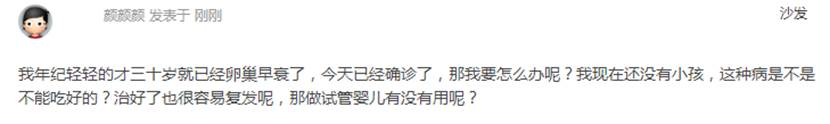 颜颜颜 发表于 刚刚
沙发
我年纪轻轻的才三十岁就已经卵巢早衰了，今天已经确诊了，那我要怎么办呢？我现在还没有小孩，这种病是不是
不能吃好的？治好了也很容易复发呢，那做试管婴儿有没有用呢？